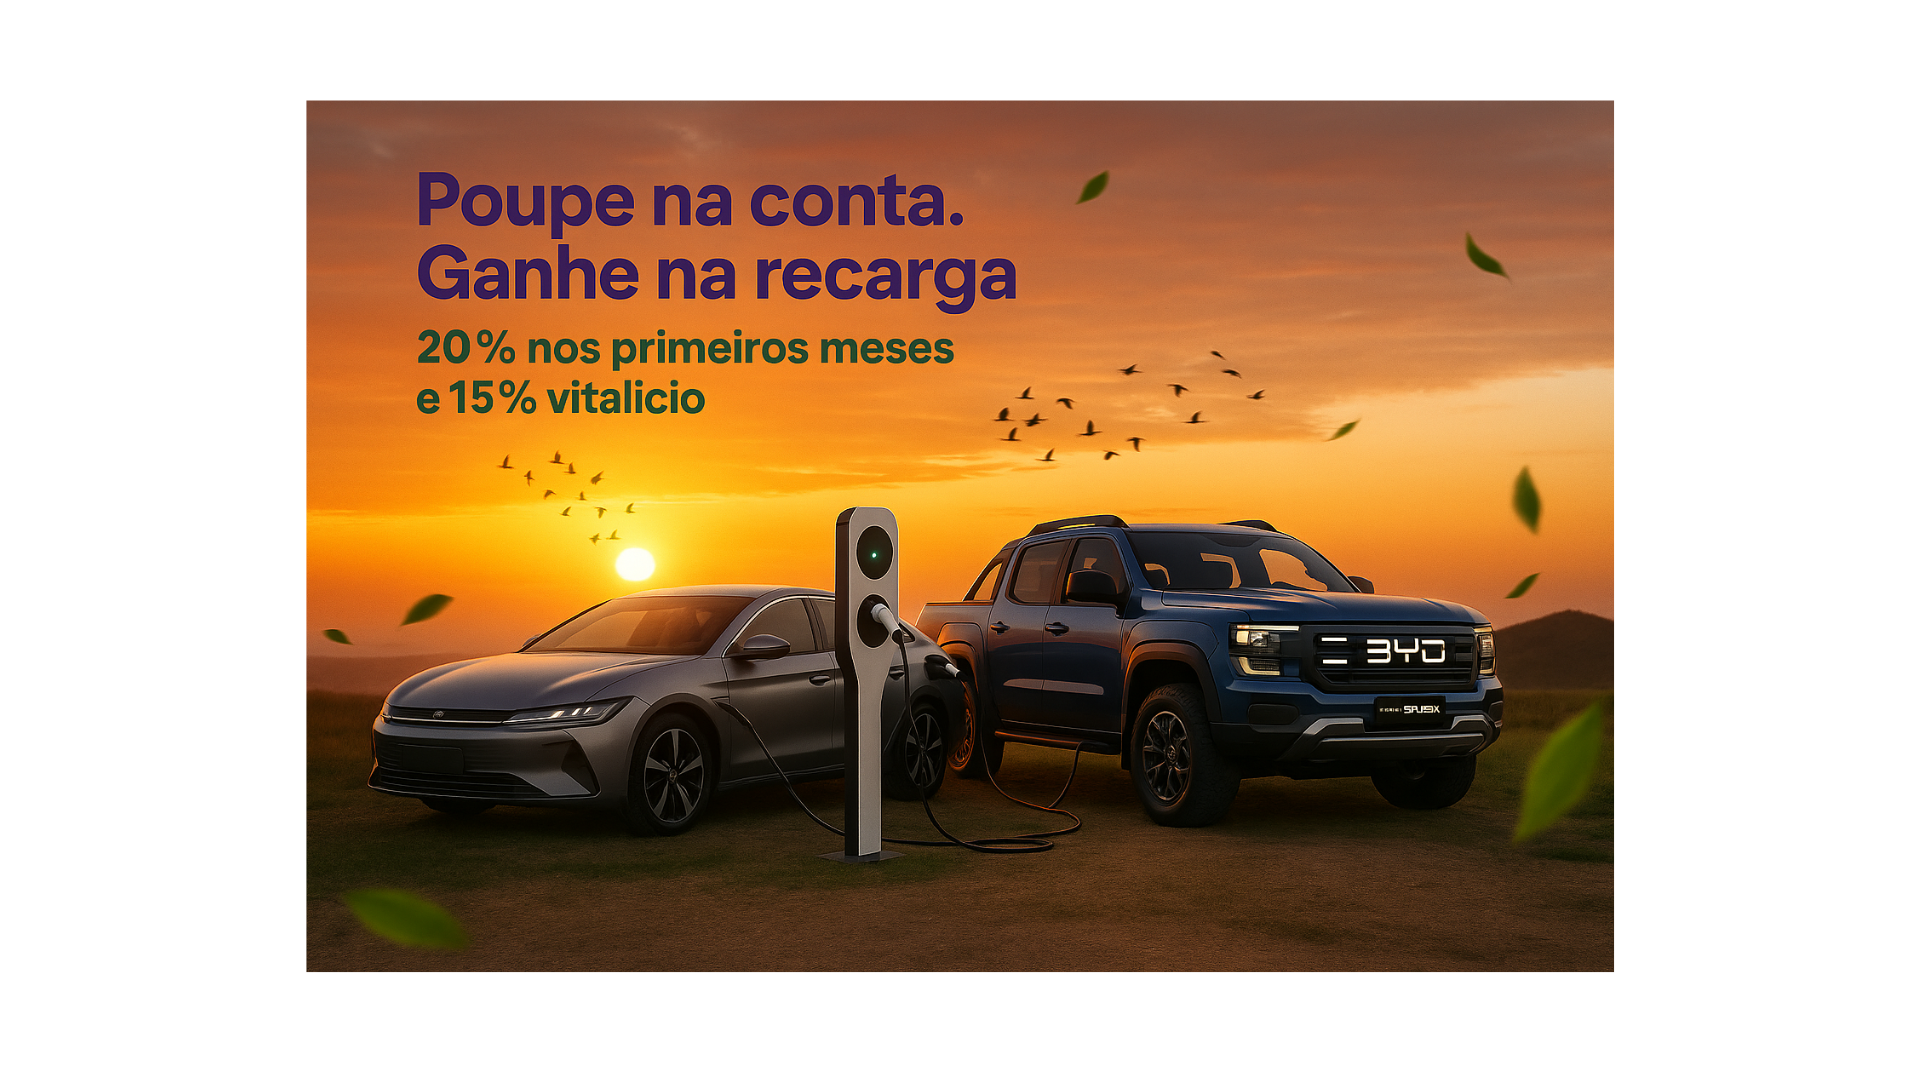 Poupe na conta.
Ganhe na recarga
20% nos primeiros meses
e 15% vitalicio
BYD